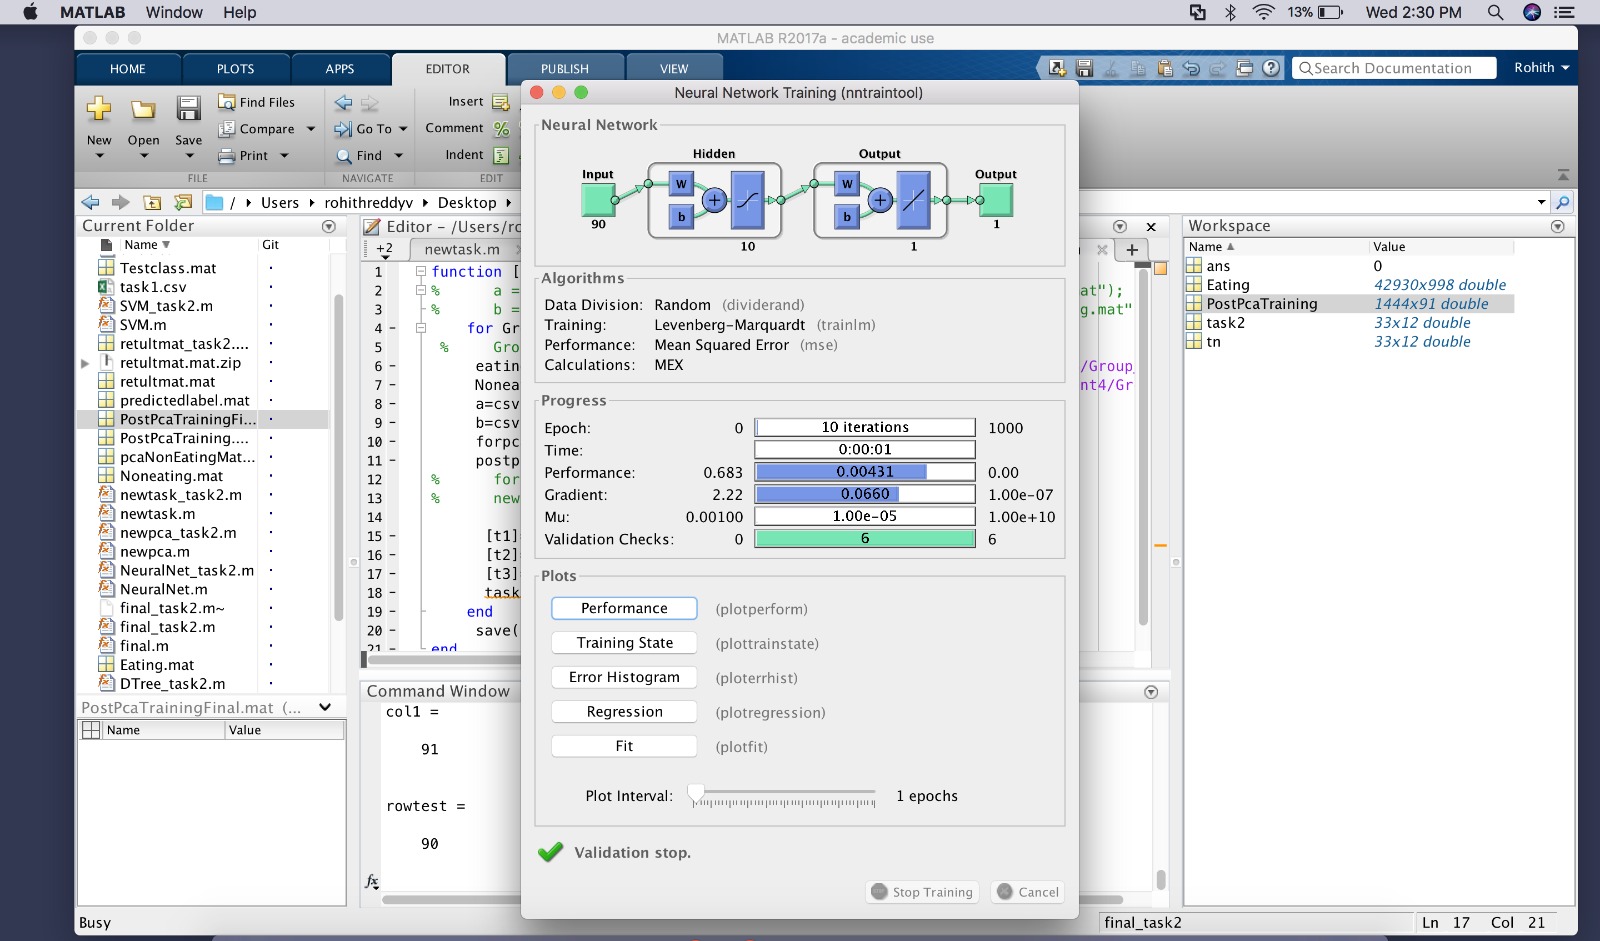 MATLAB Window Help 13% Wed 2:30 PM
MATLAB R2017a - academic use
HOME PLOTS APPS EDITOR PUBLISH VIEW Search Documentation Rohith
New Open Save Find Files Compare Print
FILE
Go To Find
NAVIGATE
Insert Comment Indent
EDIT
/ Users rohithreddyv Desktop
Current Folder
Name Git
Testclass.mat
task1.csv
SVM_task2.m
SVM.m
retultmat_task2....
retultmat.mat.zip
retultmat.mat
predictedlabel.mat
PostPcaTrainingFi...
PostPcaTraining....
pcaNonEatingMat...
Noneating.mat
newtask_task2.m
newtask.m
newpca_task2.m
newpca.m
NeuralNet_task2.m
NeuralNet.m
final_task2.m~
final_task2.m
final.m
Eating.mat
DTree_task2.m
PostPcaTrainingFinal.mat (...
Name Value
Busy
Editor - /Users/ro
+2 newtask.m
1 function [
2 % a = at");
3 % b = g.mat"
4 - for Gr
5 % Gro
6 - eatin /Group_
7 - Nonea nt4/Gr
8 - a=csv
9 - b=csv
10 - forpc
11 - postp
12 % for
13 % new
14
15 - [t1]
16 - [t2]
17 - [t3]
18 - task
19 - end
20 - save(
21 - end
Command Window
col1 =
91
rowtest =
90
fx
Neural Network Training (nntraintool)
Neural Network
Hidden Output
Input Output
W W
+ +
b b
90 1
10 1
Algorithms
Data Division: Random (dividerand)
Training: Levenberg-Marquardt (trainlm)
Performance: Mean Squared Error (mse)
Calculations: MEX
Progress
Epoch: 0 10 iterations 1000
Time: 0:00:01
Performance: 0.683 0.00431 0.00
Gradient: 2.22 0.0660 1.00e-07
Mu: 0.00100 1.00e-05 1.00e+10
Validation Checks: 0 6 6
Plots
Performance (plotperform)
Training State (plottrainstate)
Error Histogram (ploterrhist)
Regression (plotregression)
Fit (plotfit)
Plot Interval: 1 epochs
Validation stop.
Stop Training Cancel
Workspace
Name Value
ans 0
Eating 42930x998 double
PostPcaTraining 1444x91 double
task2 33x12 double
tn 33x12 double
final_task2 Ln 17 Col 21